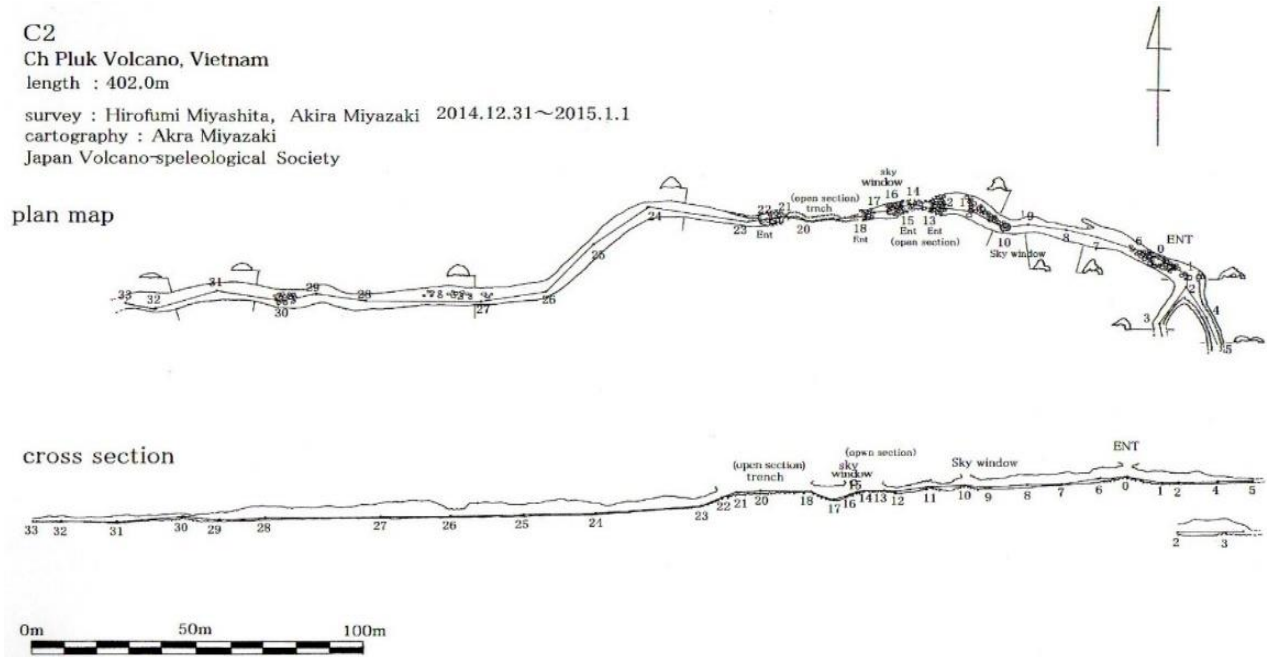 C2
Ch Pluk Volcano, Vietnam
length : 402.0m
survey : Hirofumi Miyashita, Akira Miyazaki 2014.12.31~2015.1.1
cartography : Akra Miyazaki
Japan Volcano-speleological Society
plan map
sky
window
(open section)
trnch
22 21
17 16 14
24
23
Ent
20
18
Ent
15
Ent
13
Ent
(open section)
12
10
Sky window
8
7
6
0
ENT
1
2
3
4
5
25
26
27
28
29
30
31
32
33
cross section
(open section)
trench
(opwn section)
sky
window
15
Sky window
ENT
33 32 31 30 29 28 27 26 25 24 23 22 21 20 18 17 16 14 13 12 11 10 9 8 7 6 0 1 2 4 5
2 3
0m 50m 100m